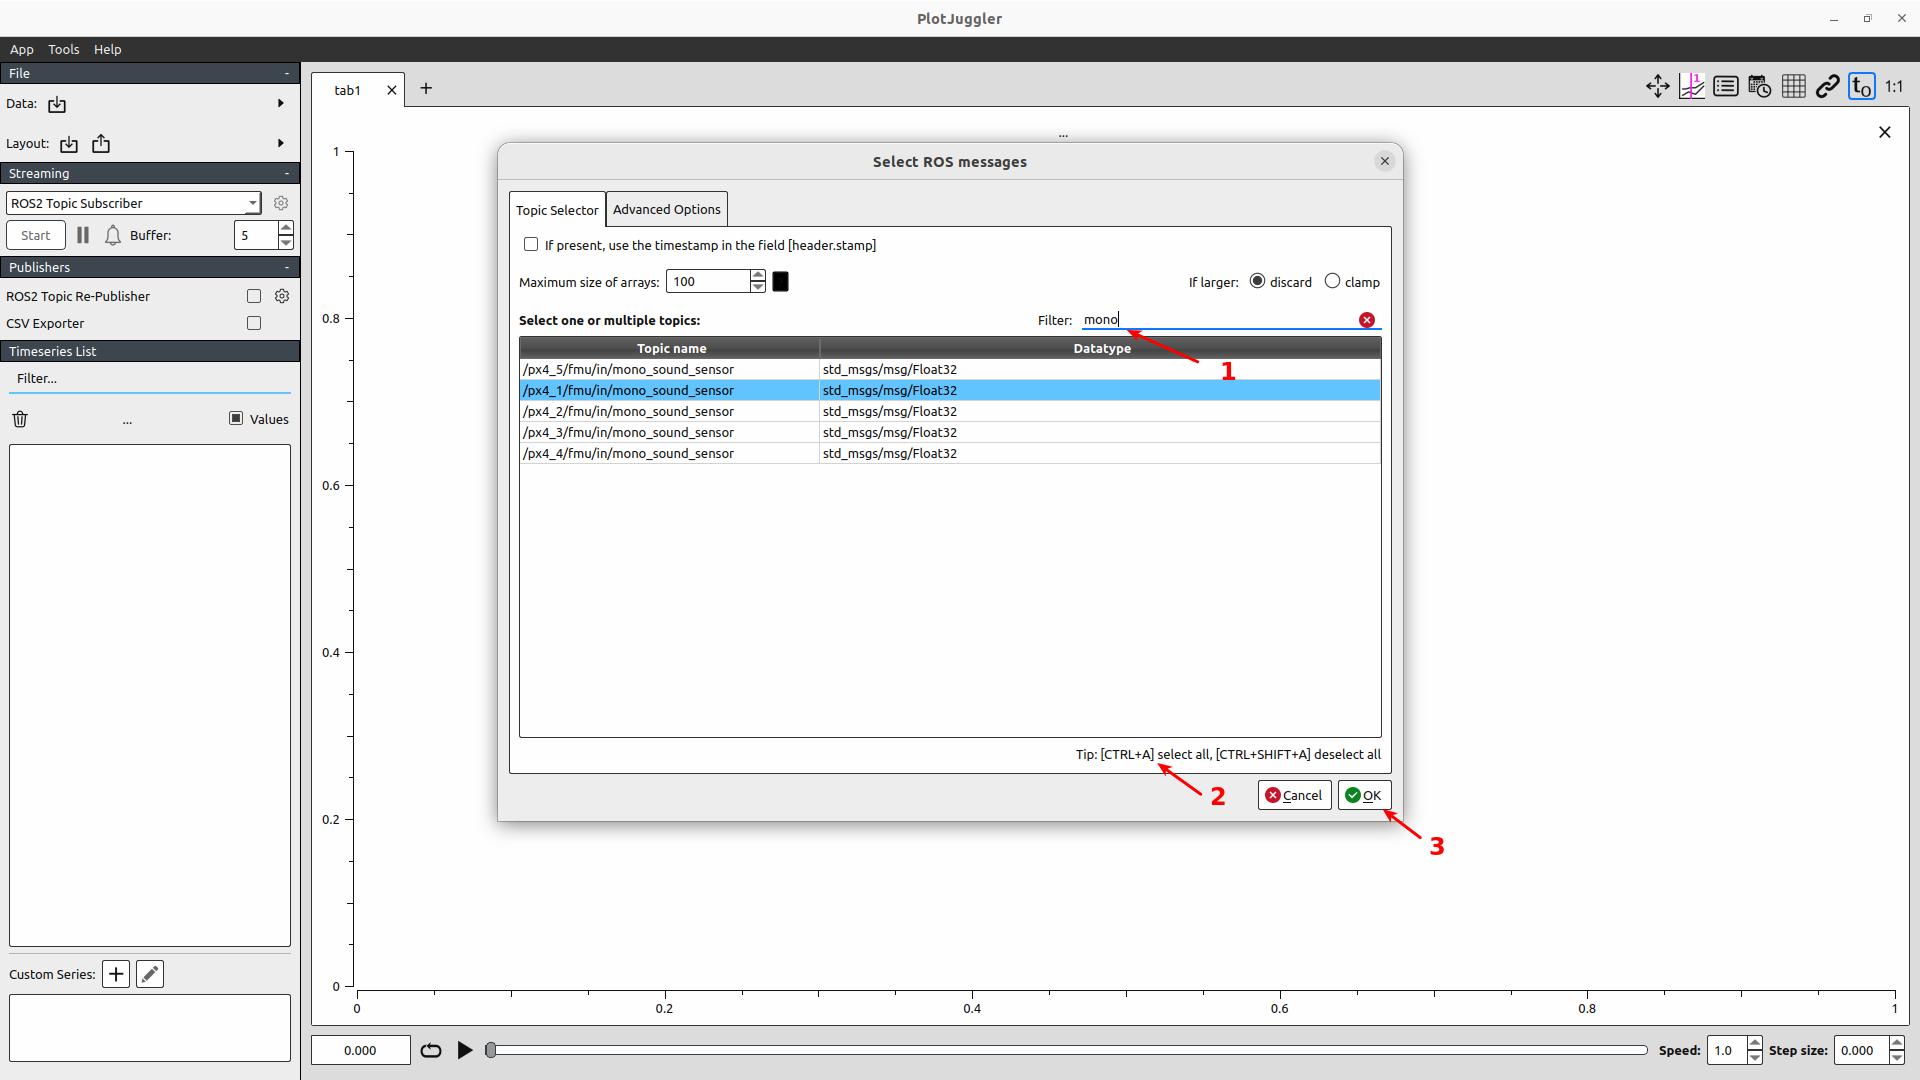 PlotJuggler
App Tools Help
File -
Data:
Layout:
Streaming -
ROS2 Topic Subscriber
Start Buffer: 5
Publishers -
ROS2 Topic Re-Publisher
CSV Exporter
Timeseries List
Filter...
... Values
Custom Series:
tab1
1
t0 1:1
...
Select ROS messages
Topic Selector Advanced Options
If present, use the timestamp in the field [header.stamp]
Maximum size of arrays: 100 If larger: discard clamp
Select one or multiple topics: Filter: mono
Topic name Datatype
1
/px4_5/fmu/in/mono_sound_sensor std_msgs/msg/Float32
/px4_1/fmu/in/mono_sound_sensor std_msgs/msg/Float32
/px4_2/fmu/in/mono_sound_sensor std_msgs/msg/Float32
/px4_3/fmu/in/mono_sound_sensor std_msgs/msg/Float32
/px4_4/fmu/in/mono_sound_sensor std_msgs/msg/Float32
Tip: [CTRL+A] select all, [CTRL+SHIFT+A] deselect all
2
Cancel OK
3
1
0.8
0.6
0.4
0.2
0
0 0.2 0.4 0.6 0.8 1
0.000 Speed: 1.0 Step size: 0.000